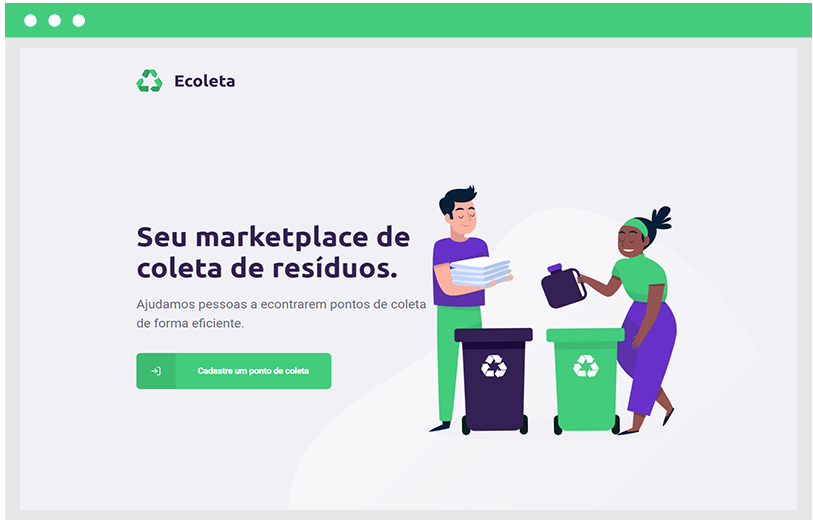 Ecoleta
Seu marketplace de
coleta de resíduos.
Ajudamos pessoas a econtrarem pontos de coleta
de forma eficiente.
Cadastre um ponto de coleta